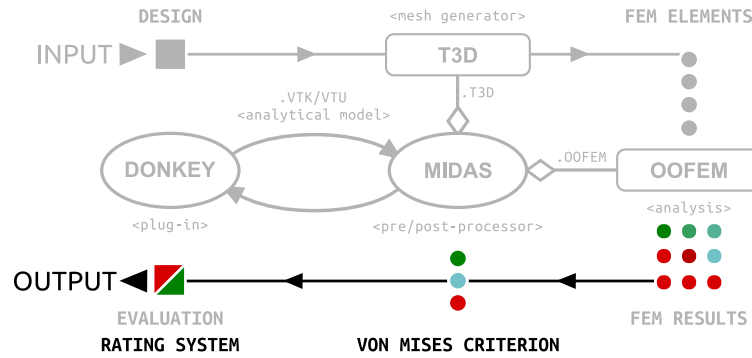 DESIGN
<mesh generator>
FEM ELEMENTS
INPUT
T3D
.T3D
.VTK/VTU
<analytical model>
DONKEY
MIDAS
.OOFEM
OOFEM
<plug-in>
<pre/post-processor>
<analysis>
OUTPUT
EVALUATION
FEM RESULTS
RATING SYSTEM
VON MISES CRITERION